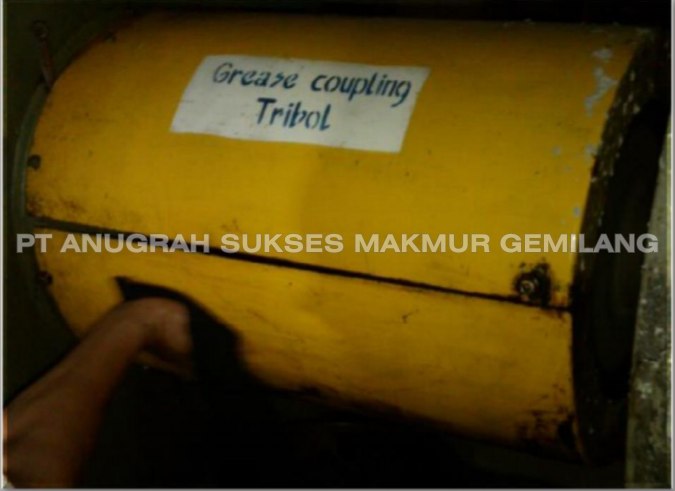 Grease coupling
Tribol
PT ANUGRAH SUKSES MAKMUR GEMILANG